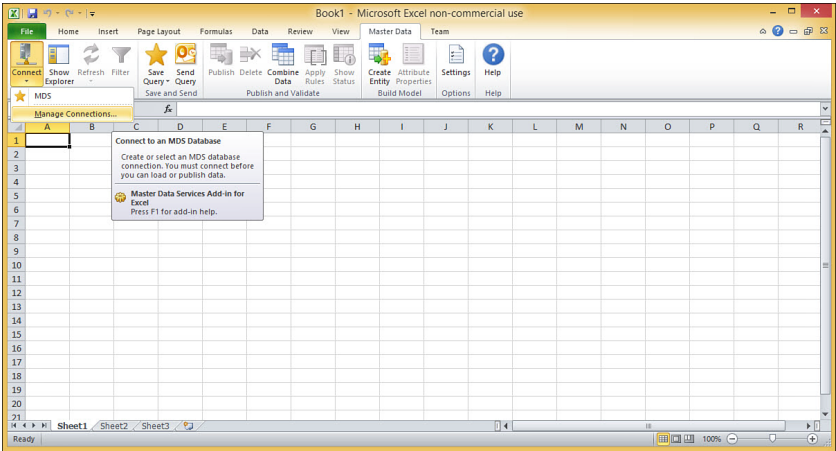 Book1 - Microsoft Excel non-commercial use
File Home Insert Page Layout Formulas Data Review View Master Data Team
Connect Show Explorer Refresh Filter Save Query Send Query Publish Delete Combine Data Apply Rules Show Status Create Entity Attribute Properties Settings Help
Save and Send Publish and Validate Build Model Options Help
MDS
Manage Connections...
fx
A B C D E F G H I J K L M N O P Q R
Connect to an MDS Database
Create or select an MDS database
connection. You must connect before
you can load or publish data.
Master Data Services Add-in for
Excel
Press F1 for add-in help.
1
2
3
4
5
6
7
8
9
10
11
12
13
14
15
16
17
18
19
20
21
Sheet1 Sheet2 Sheet3
Ready 100%